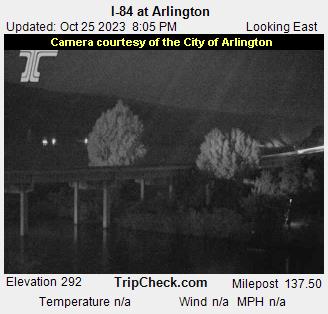 I-84 at Arlington
Updated: Oct 25 2023 8:05 PM Looking East
Camera courtesy of the City of Arlington
Elevation 292 TripCheck.com Milepost 137.50
Temperature n/a Wind n/a MPH n/a